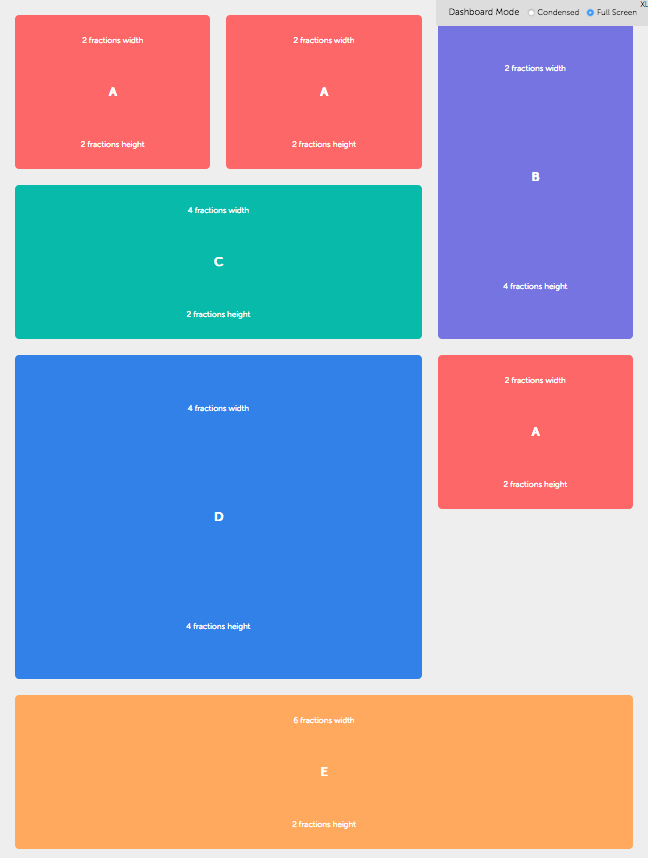 XL
Dashboard Mode Condensed Full Screen
2 fractions width
A
2 fractions height
2 fractions width
A
2 fractions height
2 fractions width
B
4 fractions height
4 fractions width
C
2 fractions height
4 fractions width
D
4 fractions height
2 fractions width
A
2 fractions height
6 fractions width
E
2 fractions height